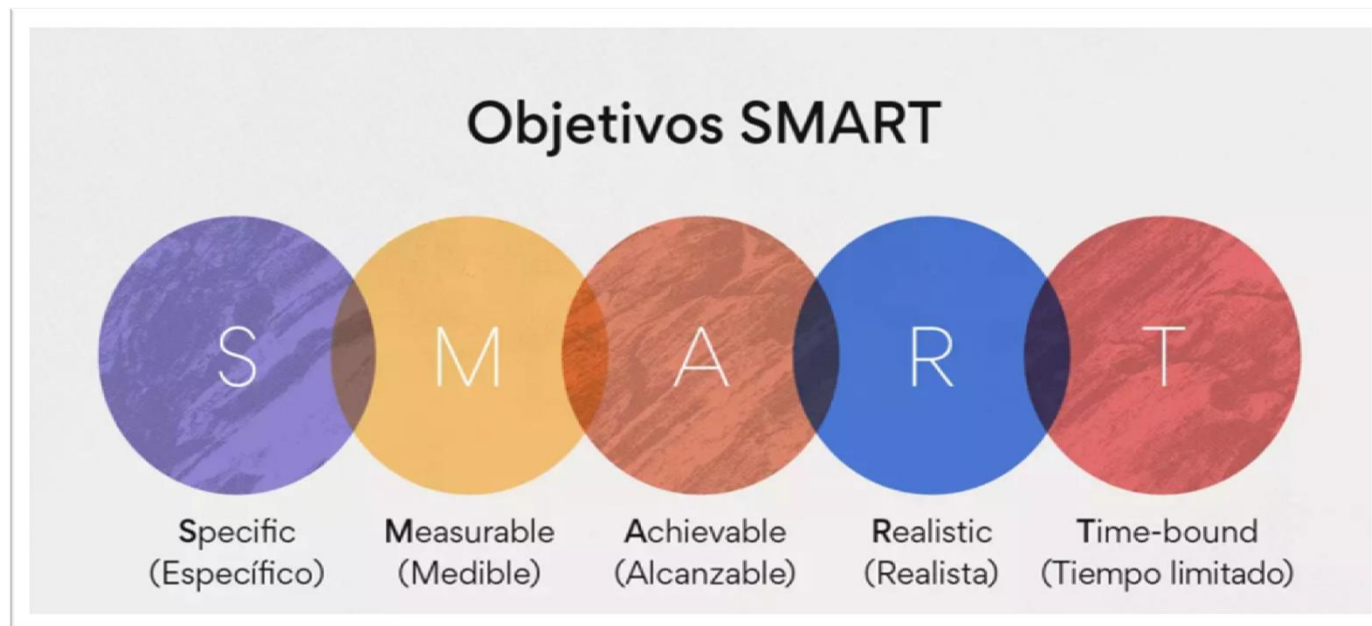 Objetivos SMART
S M A R T
Specific Measurable Achievable Realistic Time-bound
(Específico) (Medible) (Alcanzable) (Realista) (Tiempo limitado)